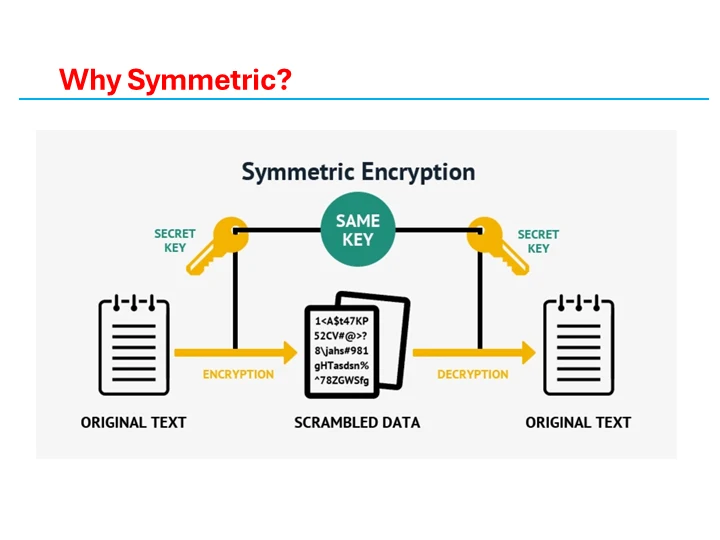 Why Symmetric?
Symmetric Encryption
SAME
KEY
SECRET
KEY
SECRET
KEY
1<A$t47KP
52CV#@>?
8\jahs#981
gHTasdsn%
^78ZGWSfg
ENCRYPTION
DECRYPTION
ORIGINAL TEXT
SCRAMBLED DATA
ORIGINAL TEXT